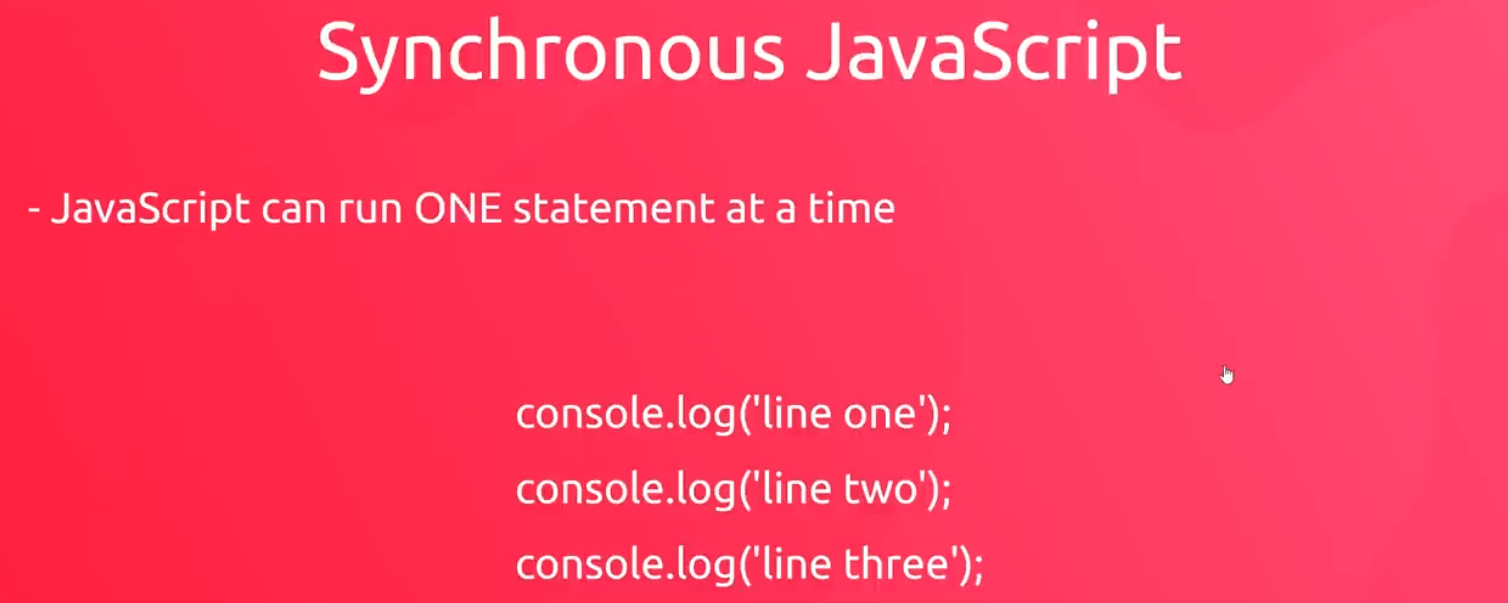 Synchronous JavaScript
- JavaScript can run ONE statement at a time
console.log('line one');
console.log('line two');
console.log('line three');